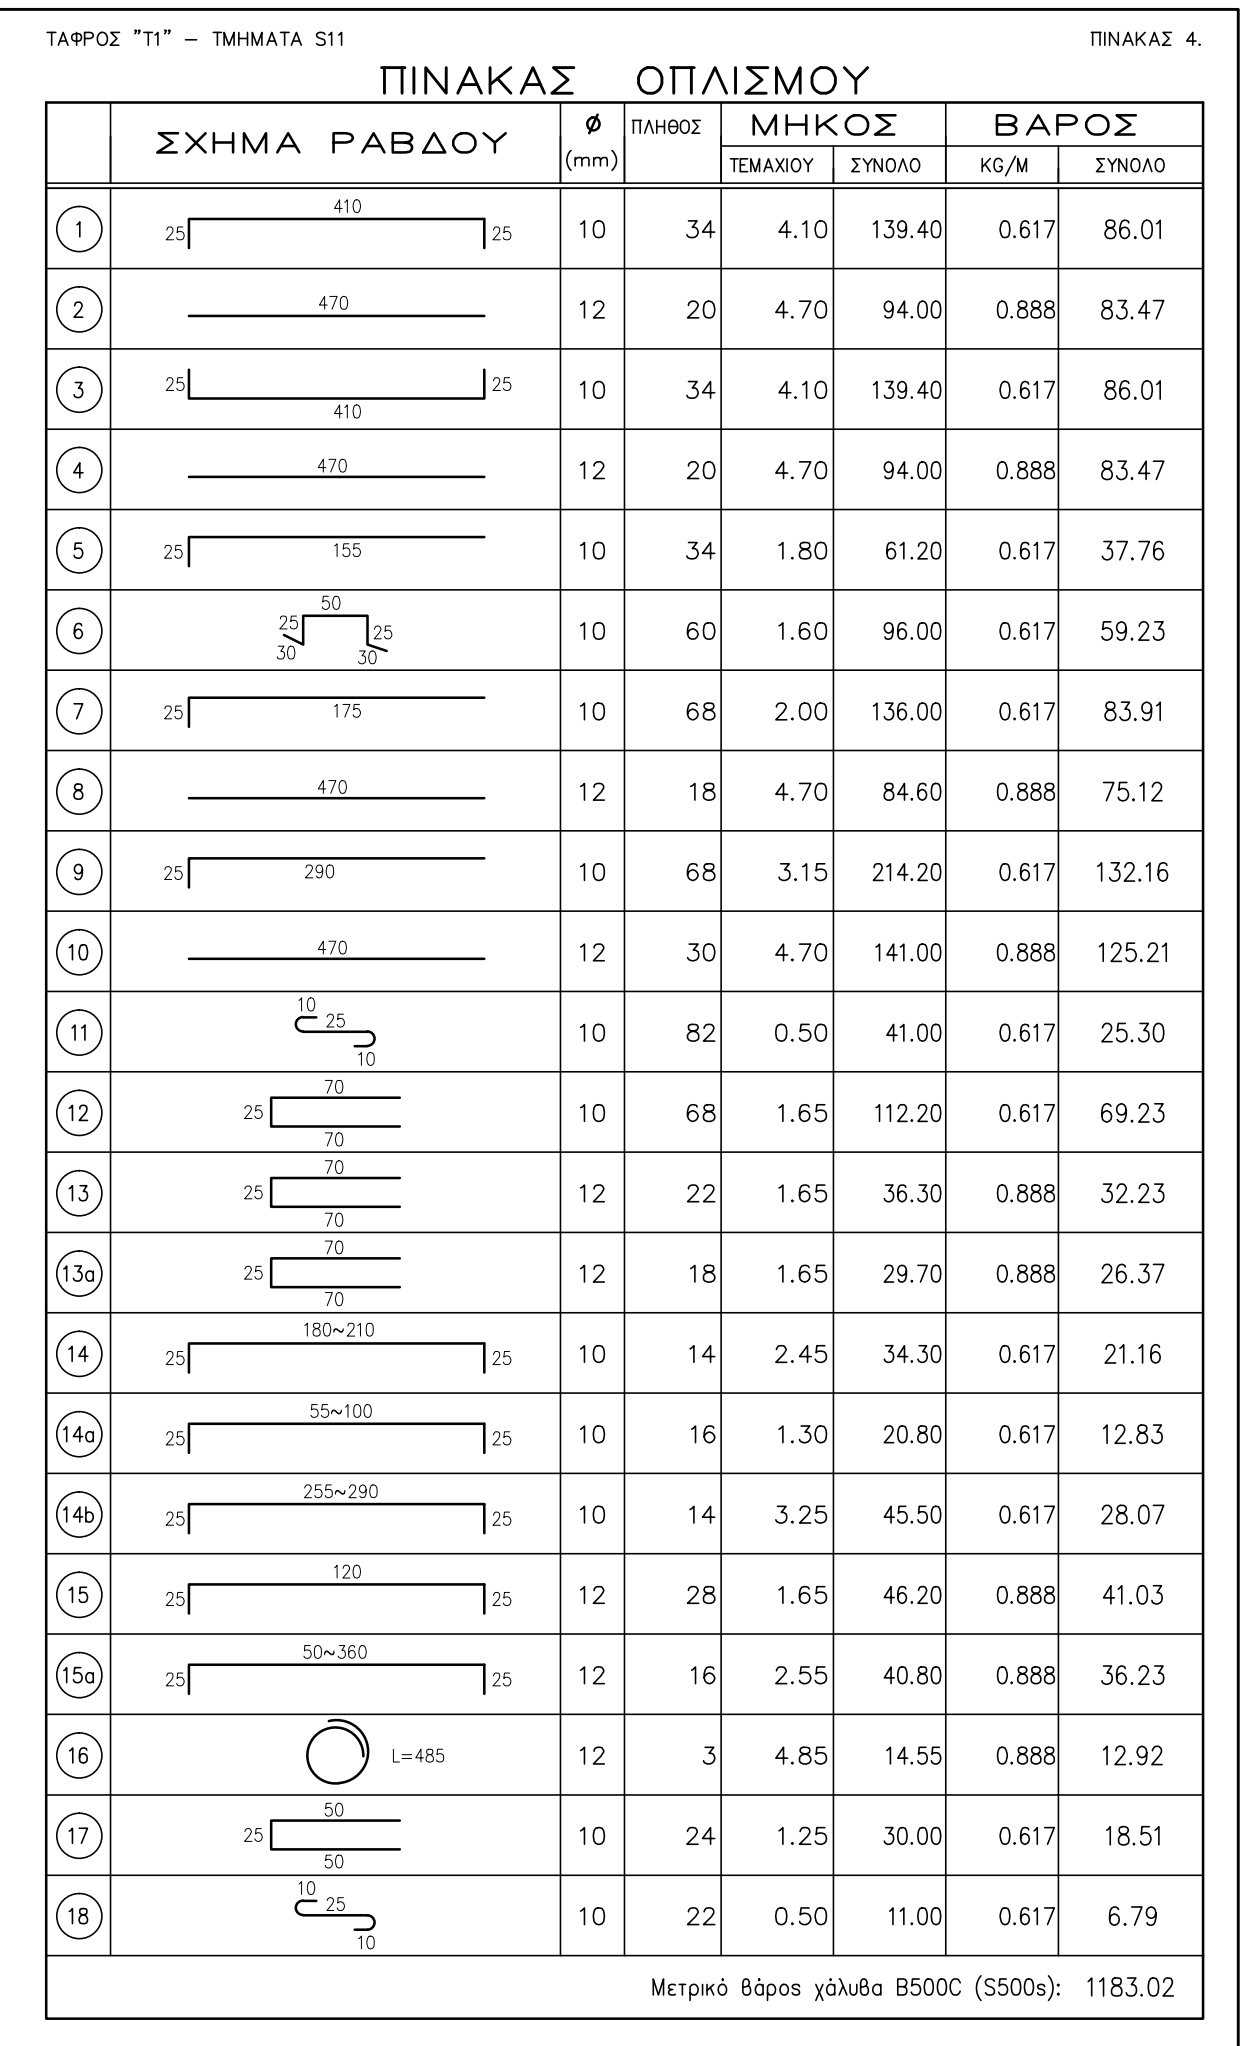 ΤΑΦΡΟΣ "Τ1" – ΤΜΗΜΑΤΑ S11
ΠΙΝΑΚΑΣ 4.
ΠΙΝΑΚΑΣ ΟΠΛΙΣΜΟΥ
ΣΧΗΜΑ ΡΑΒΔΟΥ Ø (mm) ΠΛΗΘΟΣ ΜΗΚΟΣ ΒΑΡΟΣ
ΤΕΜΑΧΙΟΥ ΣΥΝΟΛΟ KG/M ΣΥΝΟΛΟ
1 25 410 25 10 34 4.10 139.40 0.617 86.01
2 470 12 20 4.70 94.00 0.888 83.47
3 25 410 25 10 34 4.10 139.40 0.617 86.01
4 470 12 20 4.70 94.00 0.888 83.47
5 25 155 10 34 1.80 61.20 0.617 37.76
6 50 25 25 30 30 10 60 1.60 96.00 0.617 59.23
7 25 175 10 68 2.00 136.00 0.617 83.91
8 470 12 18 4.70 84.60 0.888 75.12
9 25 290 10 68 3.15 214.20 0.617 132.16
10 470 12 30 4.70 141.00 0.888 125.21
11 10 25 10 10 82 0.50 41.00 0.617 25.30
12 70 25 70 10 68 1.65 112.20 0.617 69.23
13 70 25 70 12 22 1.65 36.30 0.888 32.23
13a 70 25 70 12 18 1.65 29.70 0.888 26.37
14 180~210 25 25 10 14 2.45 34.30 0.617 21.16
14a 55~100 25 25 10 16 1.30 20.80 0.617 12.83
14b 255~290 25 25 10 14 3.25 45.50 0.617 28.07
15 120 25 25 12 28 1.65 46.20 0.888 41.03
15a 50~360 25 25 12 16 2.55 40.80 0.888 36.23
16 L=485 12 3 4.85 14.55 0.888 12.92
17 50 25 50 10 24 1.25 30.00 0.617 18.51
18 10 25 10 10 22 0.50 11.00 0.617 6.79
Μετρικό βάρος χάλυβα B500C (S500s): 1183.02